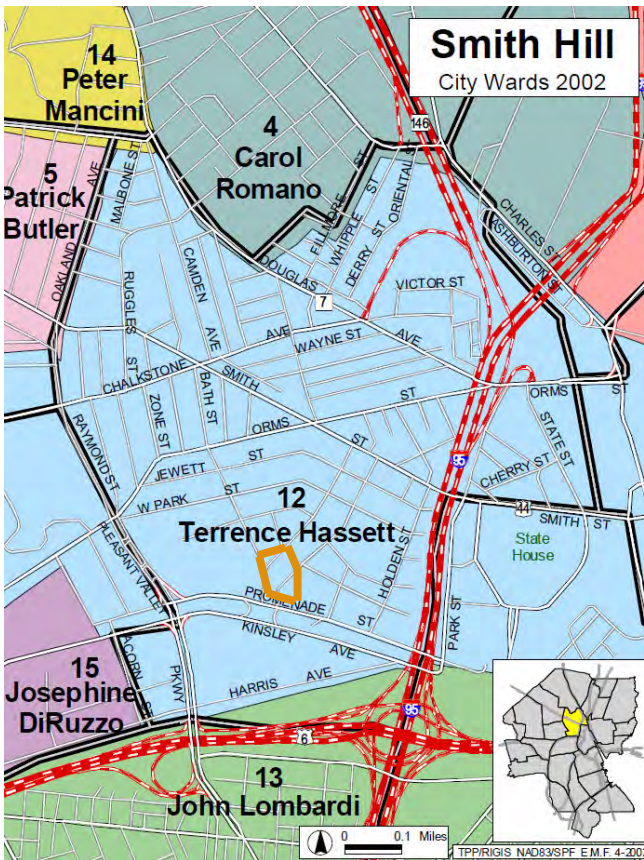 Smith Hill
City Wards 2002
14
Peter
Mancini
146
4
Carol
Romano
5
Patrick
Butler
OAKLAND AVE
MALBONE ST
RUGGLES ST
CAMDEN AVE
FILLMORE ST
WHIPPLE ST
DERRY ST
ORIENTAL ST
CHARLES ST
ASHBURTON ST
DOUGLAS AVE
7
VICTOR ST
WAYNE ST
CHALKSTONE AVE
SMITH ST
BATH ST
ZONE ST
ORMS ST
ORMS ST
RAYMOND ST
JEWETT ST
W PARK ST
95
STATE ST
CHERRY ST
44
SMITH ST
State
House
12
Terrence Hassett
HOLDEN ST
PLEASANT VALLEY PKWY
PROMENADE ST
KINSLEY AVE
PARK ST
HARRIS AVE
ACORN ST
15
Josephine
DiRuzzo
95
6
13
John Lombardi
0 0.1 Miles
TPP/RIGIS NAD83/SPF E.M.F. 4-200